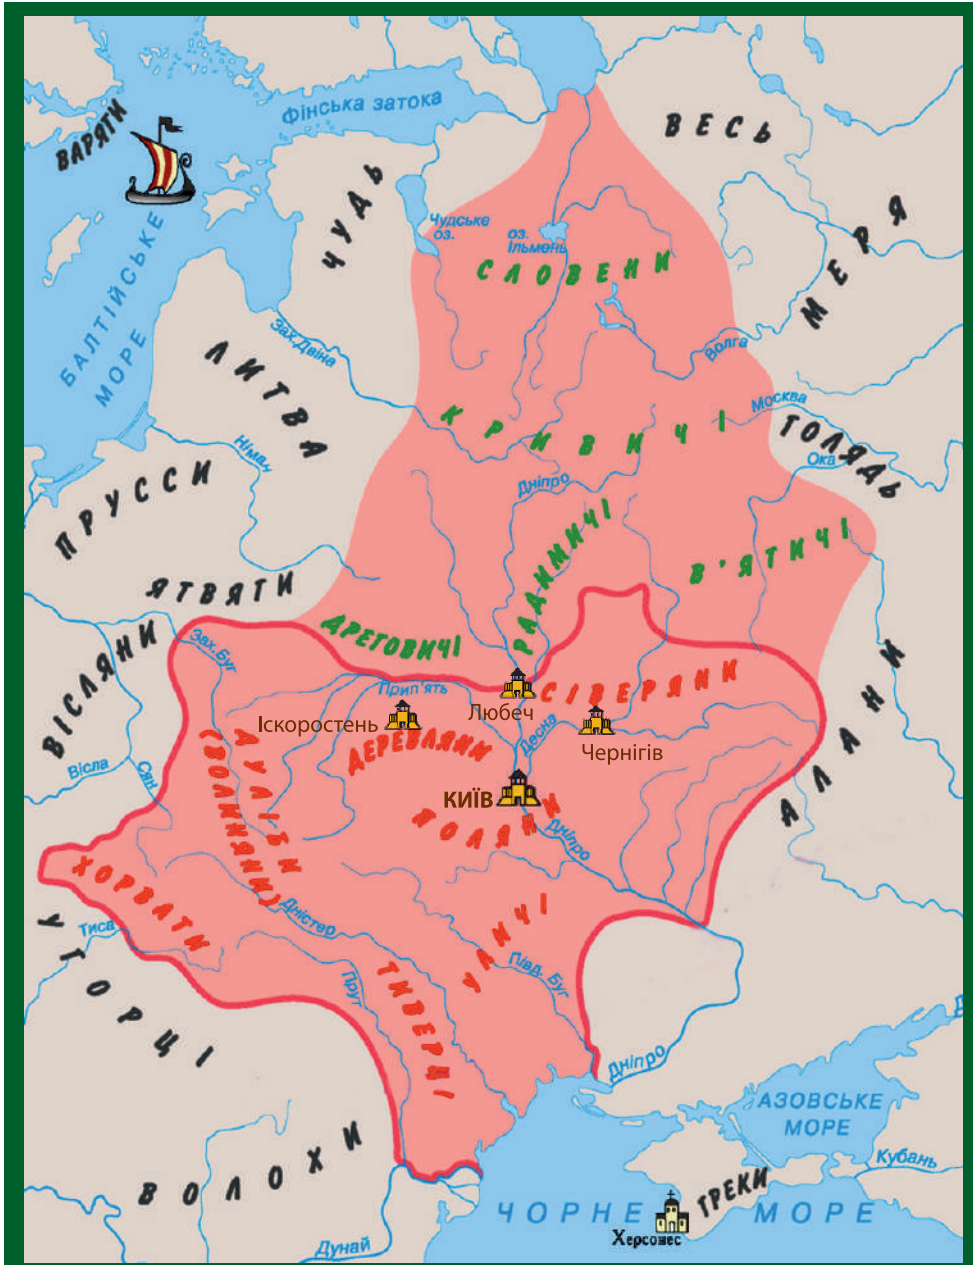 Фінська затока
ВАРЯГИ
ВЕСЬ
ЧУДЬ
МЕРЯ
Чудське
оз.
оз.
Ільмень
СЛОВЕНИ
БАЛТІЙСЬКЕ
МОРЕ
Зах.Двіна
Волга
ЛИТВА
Москва
КРИВИЧІ
ГОЛЯДЬ
Ока
Німан
ПРУССИ
Дніпро
РАДИМИЧІ
В'ЯТИЧІ
ЯТВЯГИ
ДРЕГОВИЧІ
ВІСЛЯНИ
Зах.Буг
Прип'ять
СІВЕРЯНИ
Любеч
Іскоростень
Десна
Чернігів
ДЕРЕВЛЯНИ
ДУЛІБИ
(ВОЛИНЯНИ)
АЛАНИ
Вісла
Сян
КИЇВ
ПОЛЯНИ
Дніпро
ХОРВАТИ
Дністер
УЛИЧІ
Тиса
УГОРЦІ
Прут
ТИВЕРЦІ
Півд. Буг
Дніпро
АЗОВСЬКЕ
МОРЕ
ВОЛОХИ
Кубань
ГРЕКИ
ЧОРНЕ МОРЕ
Херсонес
Дунай